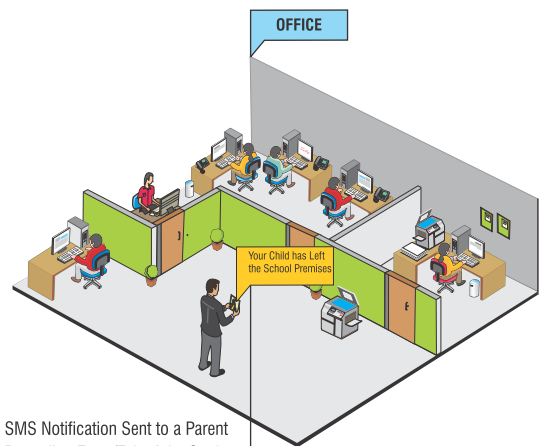 OFFICE
Your Child has Left
the School Premises
SMS Notification Sent to a Parent